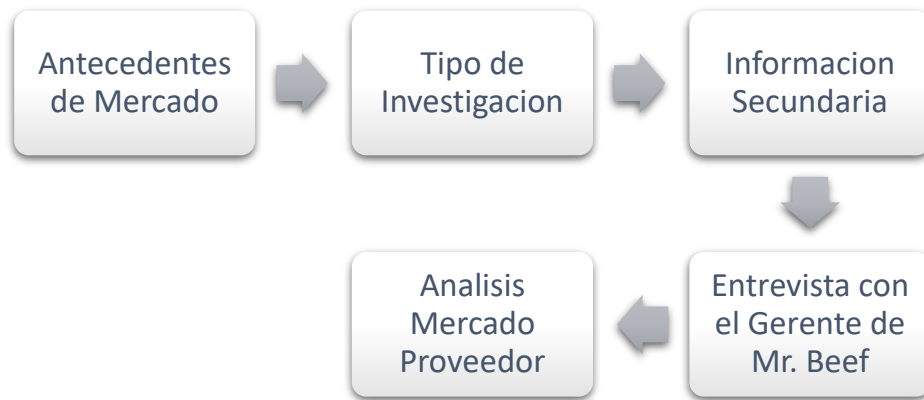 Antecedentes
de Mercado
Tipo de
Investigacion
Informacion
Secundaria
Entrevista con
el Gerente de
Mr. Beef
Analisis
Mercado
Proveedor